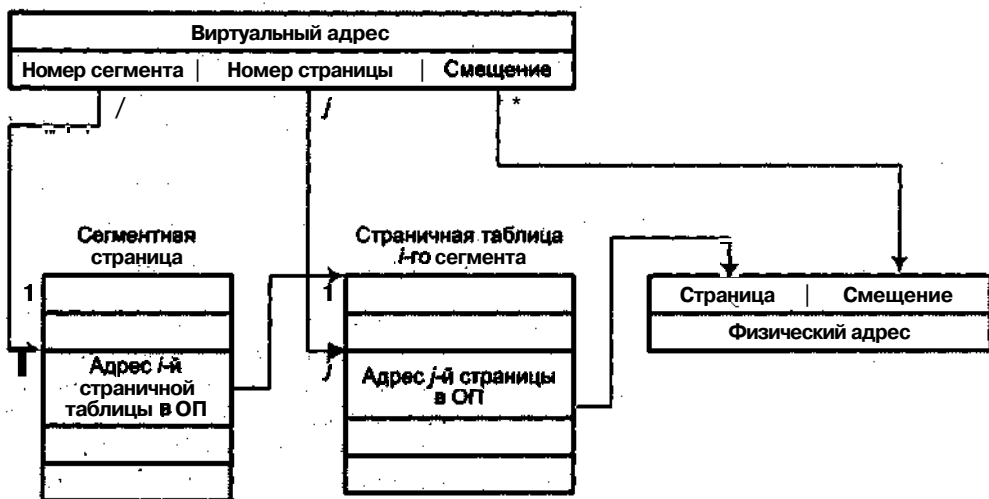 Виртуальный адрес
Номер сегмента | Номер страницы | Смещение
/ j *
Сегментная
страница
Страничная таблица
i-го сегмента
1
1
Страница | Смещение
Физический адрес
Адрес i-й
страничной
таблицы в ОП
j
Адрес j-й страницы
в ОП